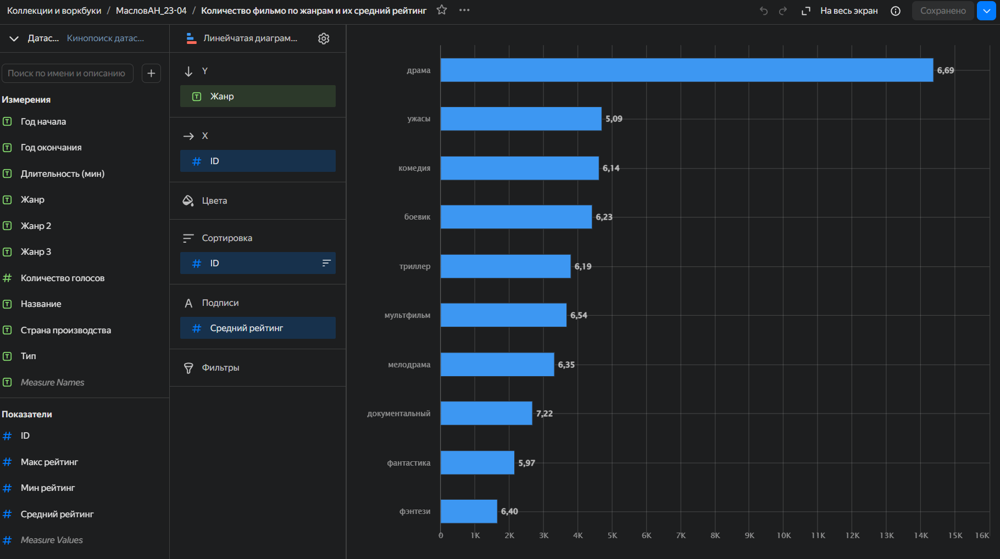 Коллекции и воркбуки / МасловАН_23-04 / Количество фильмо по жанрам и их средний рейтинг
На весь экран
Сохранено
Датас... Кинопоиск датас...
Поиск по имени и описанию
Измерения
Год начала
Год окончания
Длительность (мин)
Жанр
Жанр 2
Жанр 3
Количество голосов
Название
Страна производства
Тип
Measure Names
Показатели
ID
Макс рейтинг
Мин рейтинг
Средний рейтинг
Measure Values
Линейчатая диаграм...
Y
Жанр
X
ID
Цвета
Сортировка
ID
Подписи
Средний рейтинг
Фильтры
драма 6,69
ужасы 5,09
комедия 6,14
боевик 6,23
триллер 6,19
мультфильм 6,54
мелодрама 6,35
документальный 7,22
фантастика 5,97
фэнтези 6,40
0 1K 2K 3K 4K 5K 6K 7K 8K 9K 10K 11K 12K 13K 14K 15K 16K